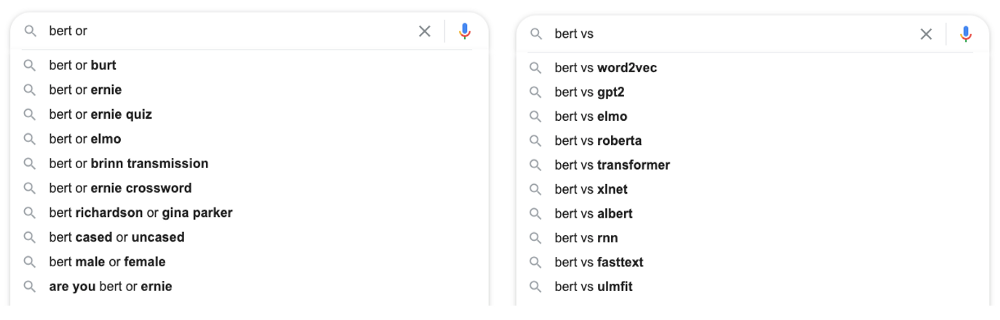 bert or
bert or burt
bert or ernie
bert or ernie quiz
bert or elmo
bert or brinn transmission
bert or ernie crossword
bert richardson or gina parker
bert cased or uncased
bert male or female
are you bert or ernie
bert vs
bert vs word2vec
bert vs gpt2
bert vs elmo
bert vs roberta
bert vs transformer
bert vs xlnet
bert vs albert
bert vs rnn
bert vs fasttext
bert vs ulmfit